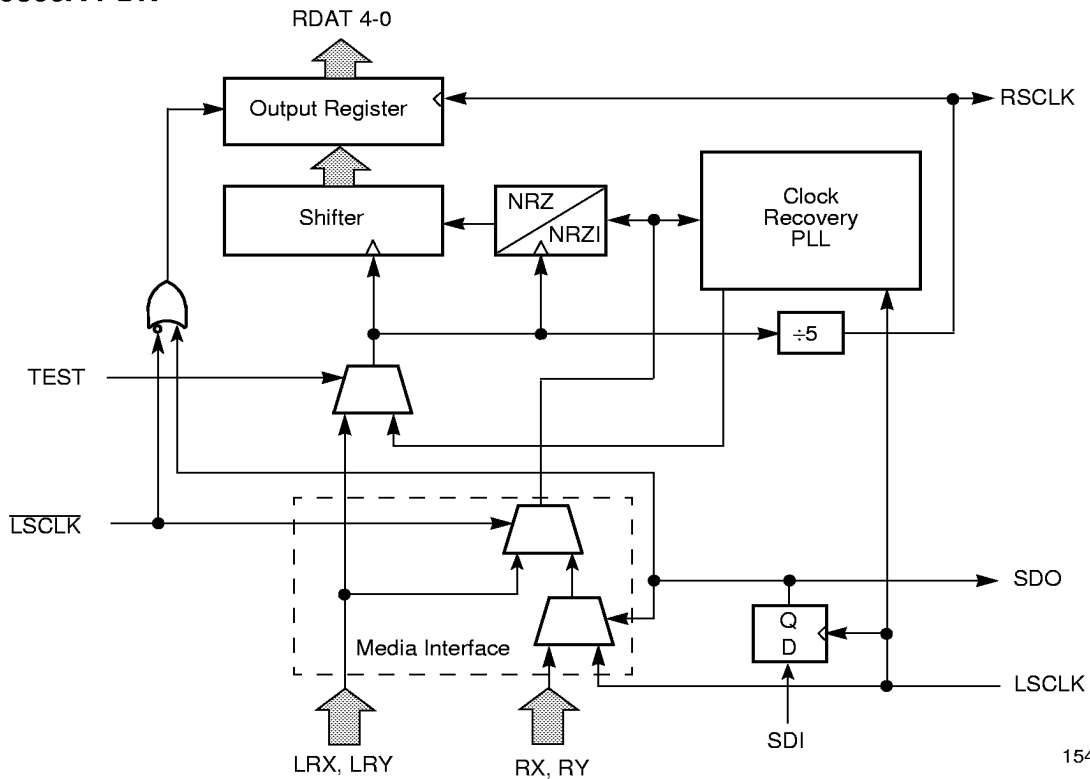 RDAT 4-0
Output Register
RSCLK
Shifter
NRZ
NRZI
Clock
Recovery
PLL
÷5
TEST
LSCLK
SDO
Q
D
Media Interface
LSCLK
SDI
LRX, LRY
RX, RY
154